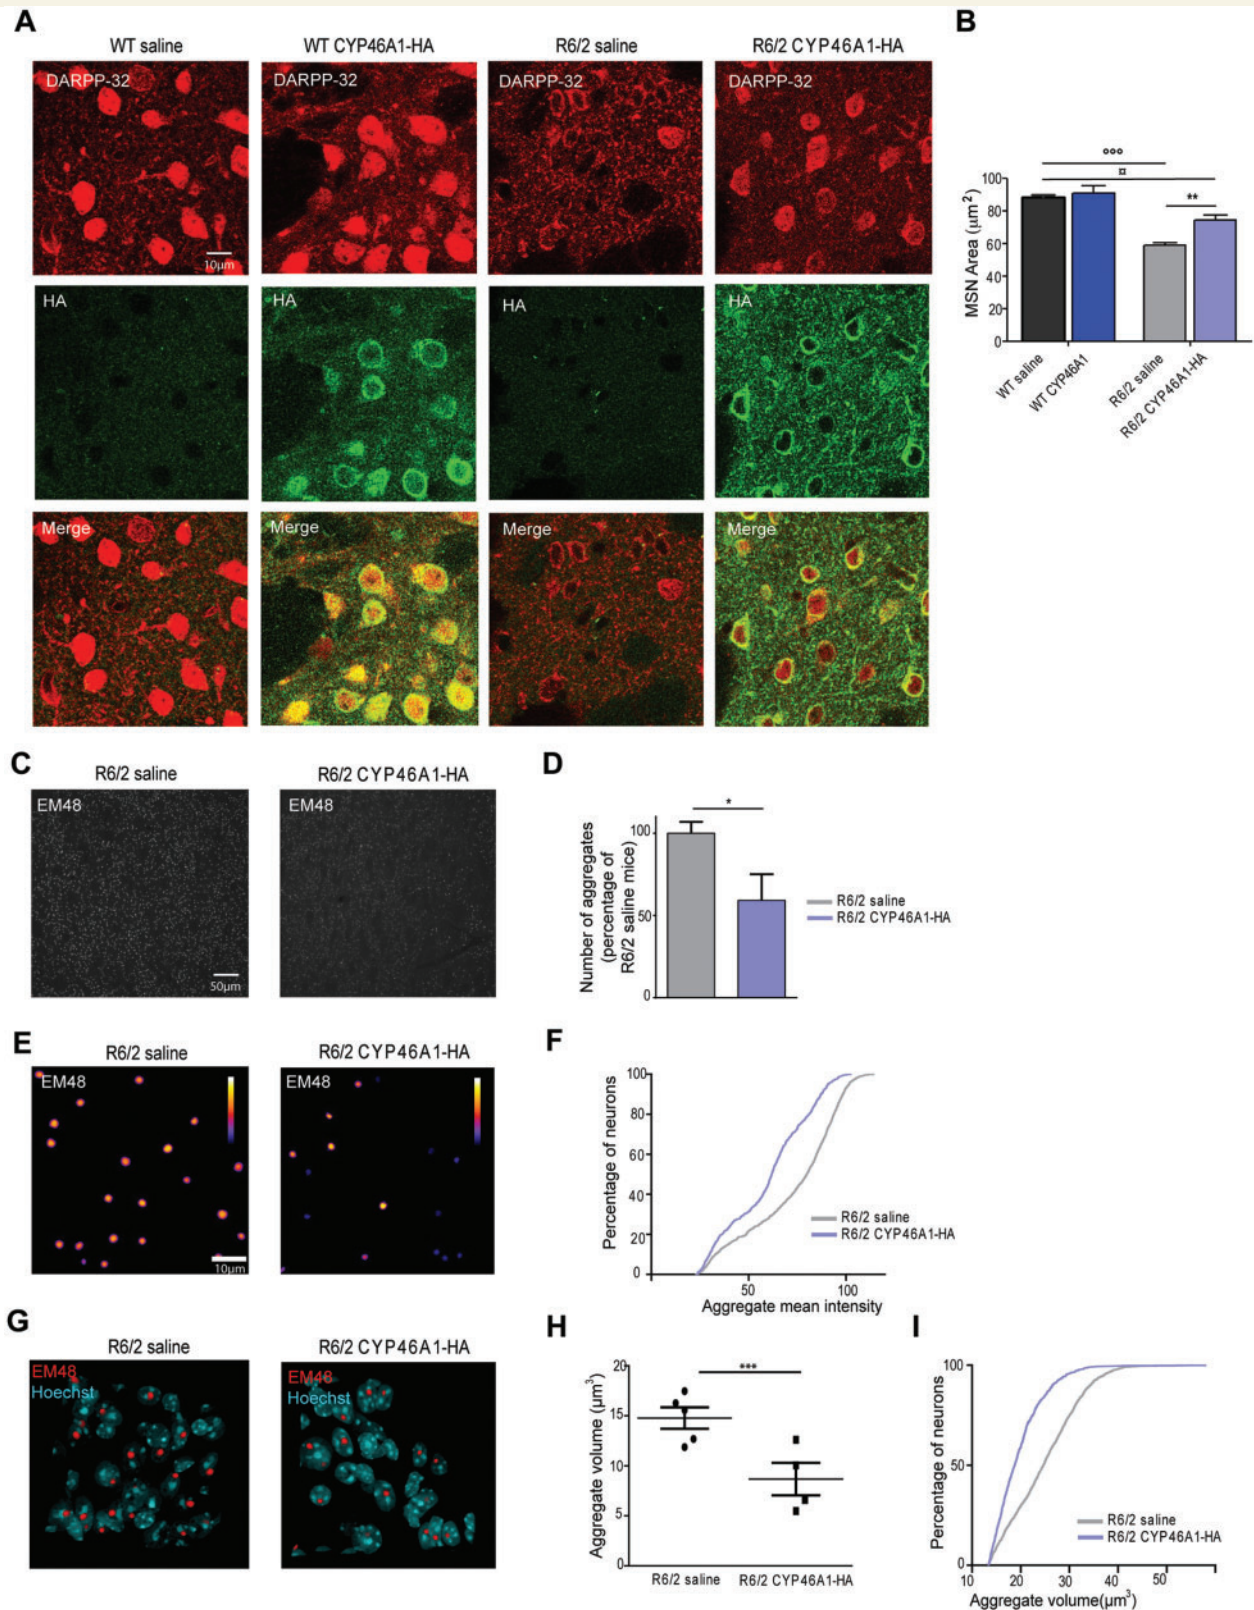 A
WT saline
WT CYP46A1-HA
R6/2 saline
R6/2 CYP46A1-HA
DARPP-32
DARPP-32
DARPP-32
DARPP-32
10µm
HA
HA
HA
HA
Merge
Merge
Merge
Merge
B
°°°
¤
**
MSN Area (µm²)
100
80
60
40
20
0
WT saline
WT CYP46A1
R6/2 saline
R6/2 CYP46A1-HA
C
R6/2 saline
R6/2 CYP46A1-HA
EM48
EM48
50µm
D
*
Number of aggregates
(percentage of
R6/2 saline mice)
100
50
0
R6/2 saline
R6/2 CYP46A1-HA
E
R6/2 saline
R6/2 CYP46A1-HA
EM48
EM48
10µm
F
Percentage of neurons
100
80
60
40
20
0
50
100
Aggregate mean intensity
R6/2 saline
R6/2 CYP46A1-HA
G
R6/2 saline
R6/2 CYP46A1-HA
EM48
Hoechst
EM48
Hoechst
H
***
Aggregate volume (µm³)
20
15
10
5
0
R6/2 saline
R6/2 CYP46A1-HA
I
Percentage of neurons
100
50
0
10
20
30
40
50
Aggregate volume(µm³)
R6/2 saline
R6/2 CYP46A1-HA